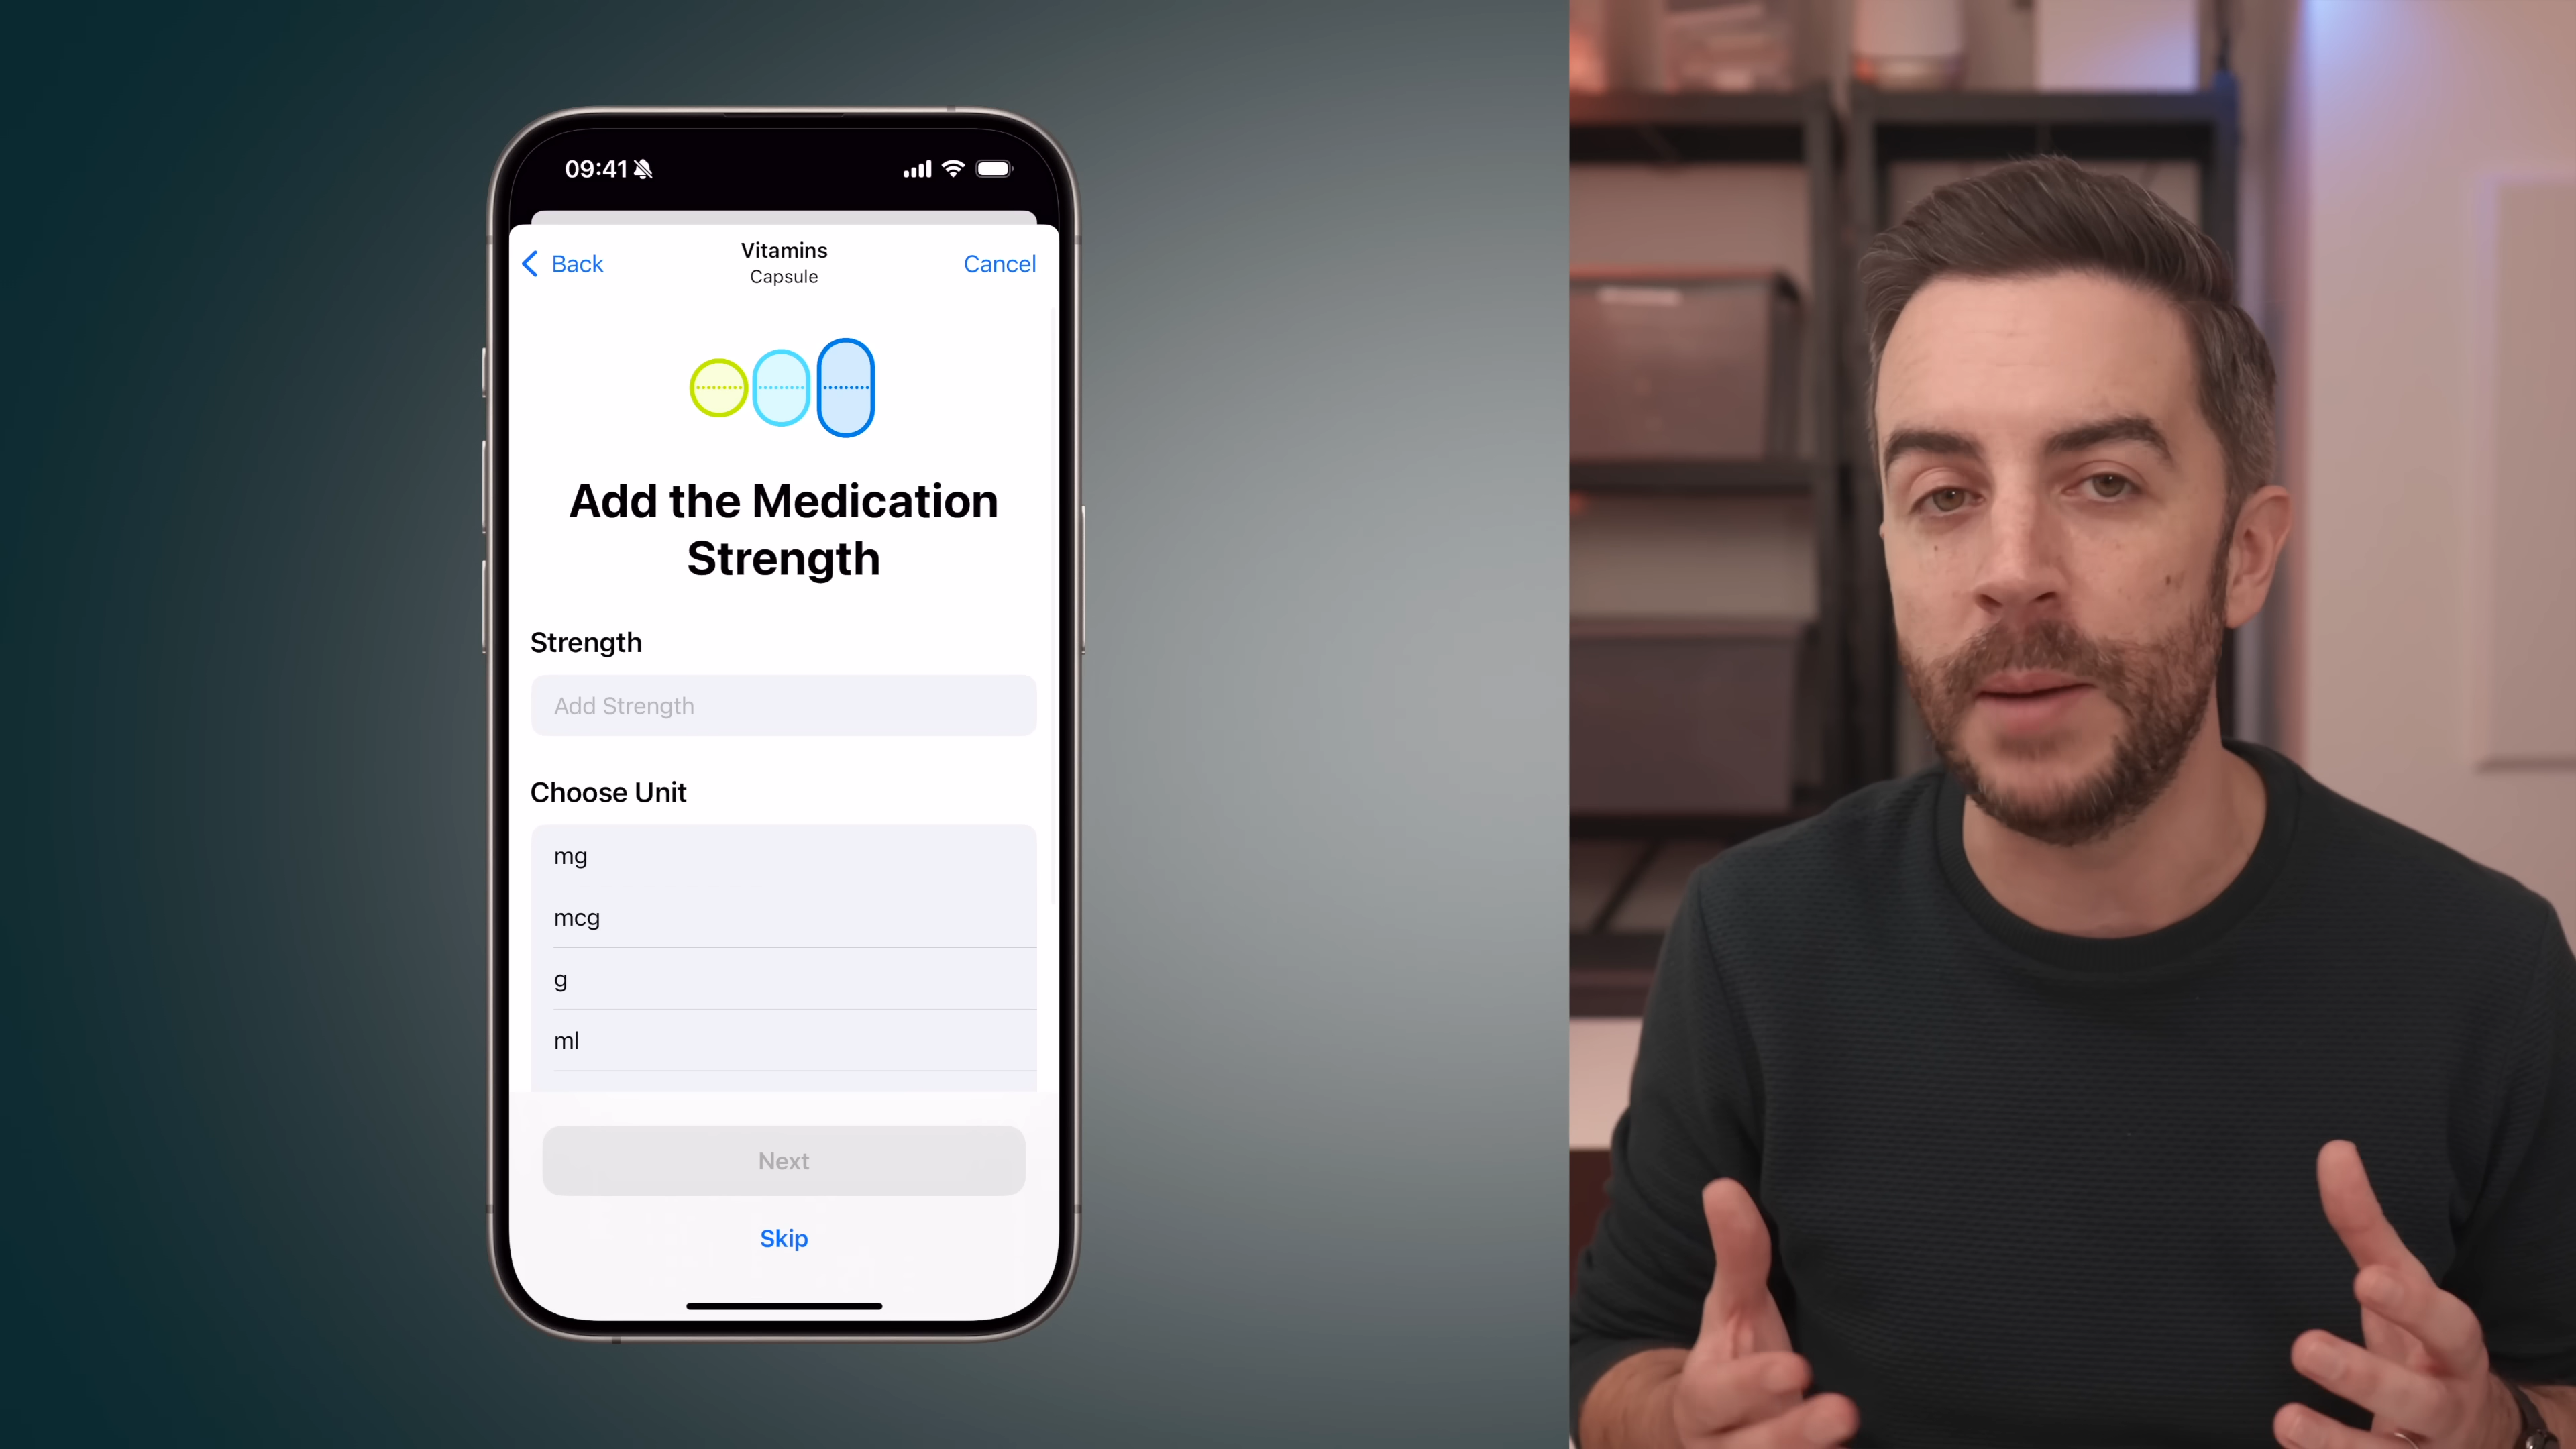 09:41
Back
Vitamins
Capsule
Cancel
Add the Medication
Strength
Strength
Add Strength
Choose Unit
mg
mcg
g
ml
Next
Skip